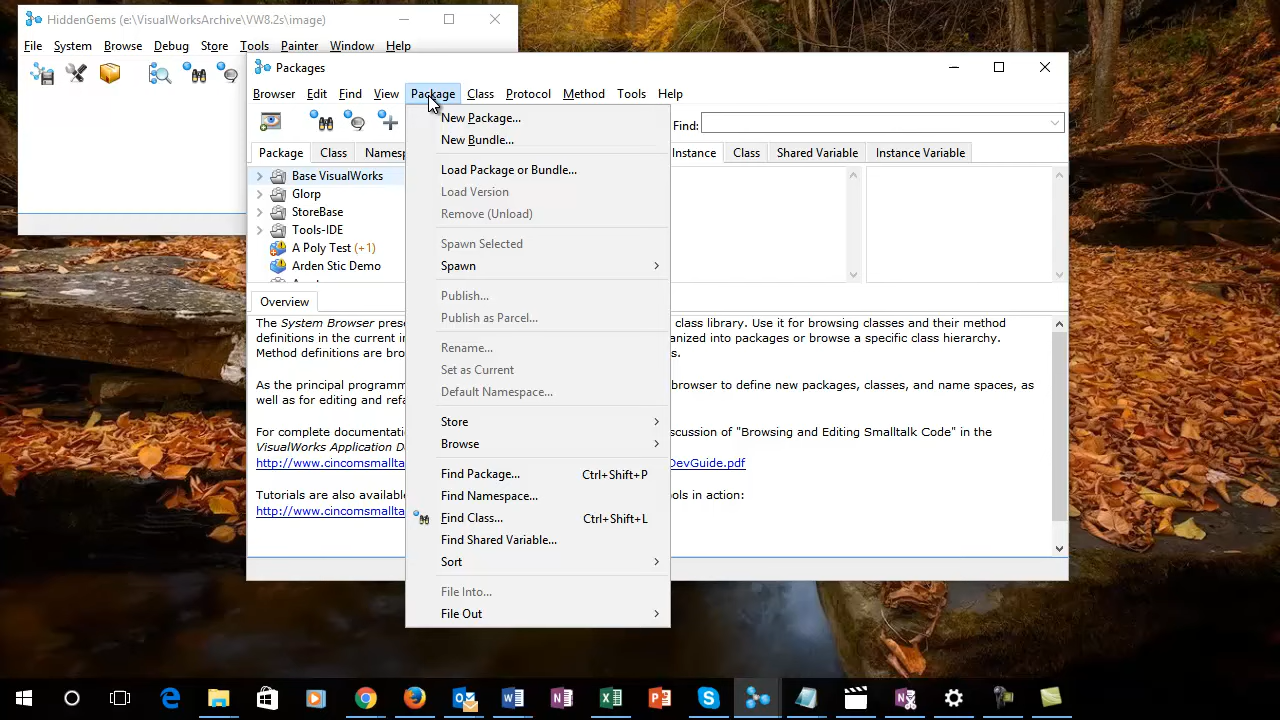 HiddenGems (e:\VisualWorksArchive\VW8.2s\image)
File System Browse Debug Store Tools Painter Window Help
Packages
Browser Edit Find View Package Class Protocol Method Tools Help
Find:
Package Class Namesp
Instance Class Shared Variable Instance Variable
Base VisualWorks
Glorp
StoreBase
Tools-IDE
A Poly Test (+1)
Arden Stic Demo
New Package...
New Bundle...
Load Package or Bundle...
Load Version
Remove (Unload)
Spawn Selected
Spawn
Publish...
Publish as Parcel...
Rename...
Set as Current
Default Namespace...
Store
Browse
Find Package... Ctrl+Shift+P
Find Namespace...
Find Class... Ctrl+Shift+L
Find Shared Variable...
Sort
File Into...
File Out
Overview
The System Browser prese class library. Use it for browsing classes and their method
definitions in the current i ganized into packages or browse a specific class hierarchy.
Method definitions are bro s.
As the principal programm browser to define new packages, classes, and name spaces, as
well as for editing and refa
For complete documentati scussion of "Browsing and Editing Smalltalk Code" in the
VisualWorks Application D
http://www.cincomsmallta DevGuide.pdf
Tutorials are also available ols in action:
http://www.cincomsmallta